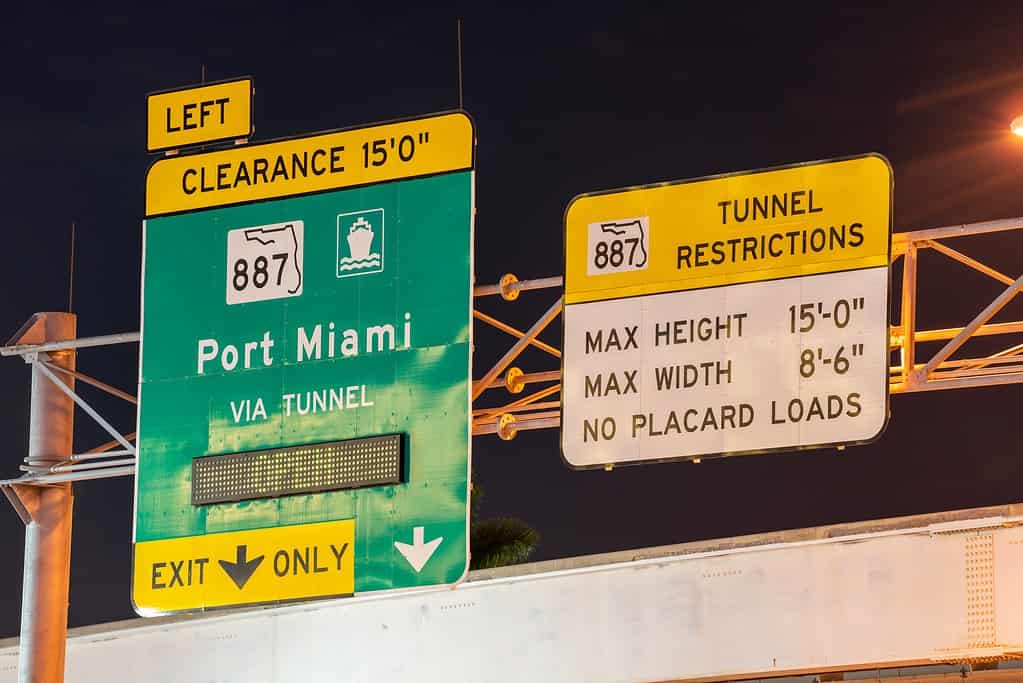 LEFT
CLEARANCE 15'0"
887
Port Miami
VIA TUNNEL
EXIT ONLY
887
TUNNEL
RESTRICTIONS
MAX HEIGHT 15'-0"
MAX WIDTH 8'-6"
NO PLACARD LOADS